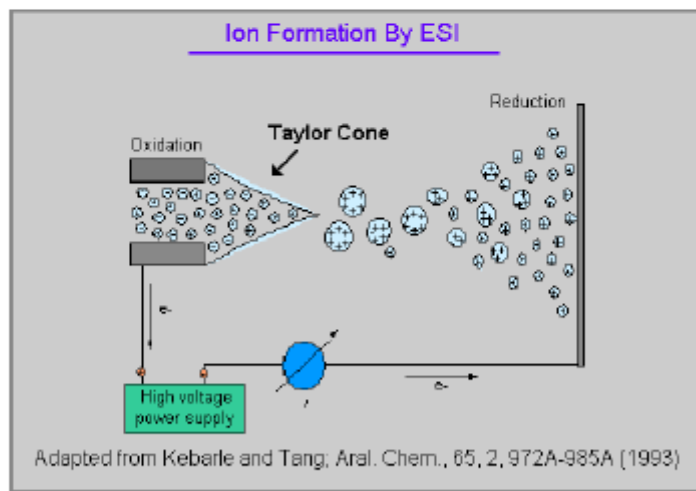 Ion Formation By ESI
Reduction
Taylor Cone
Oxidation
e-
High voltage
power supply
i
e-
Adapted from Kebarle and Tang; Aral. Chem., 65, 2, 972A-985A (1993)